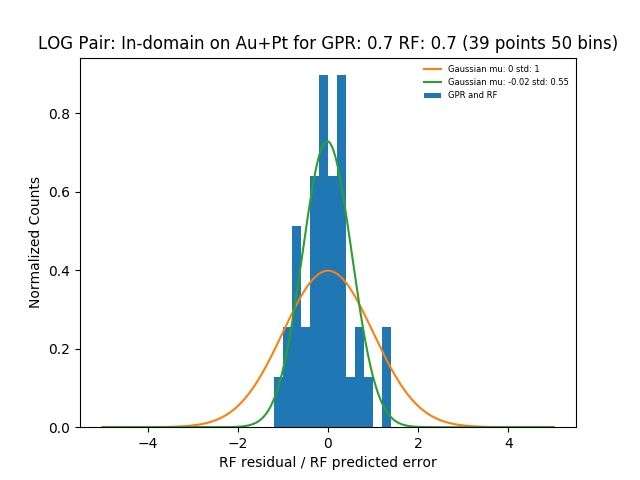 LOG Pair: In-domain on Au+Pt for GPR: 0.7 RF: 0.7 (39 points 50 bins)
Gaussian mu: 0 std: 1
Gaussian mu: -0.02 std: 0.55
GPR and RF
Normalized Counts
0.8
0.6
0.4
0.2
0.0
−4 −2 0 2 4
RF residual / RF predicted error